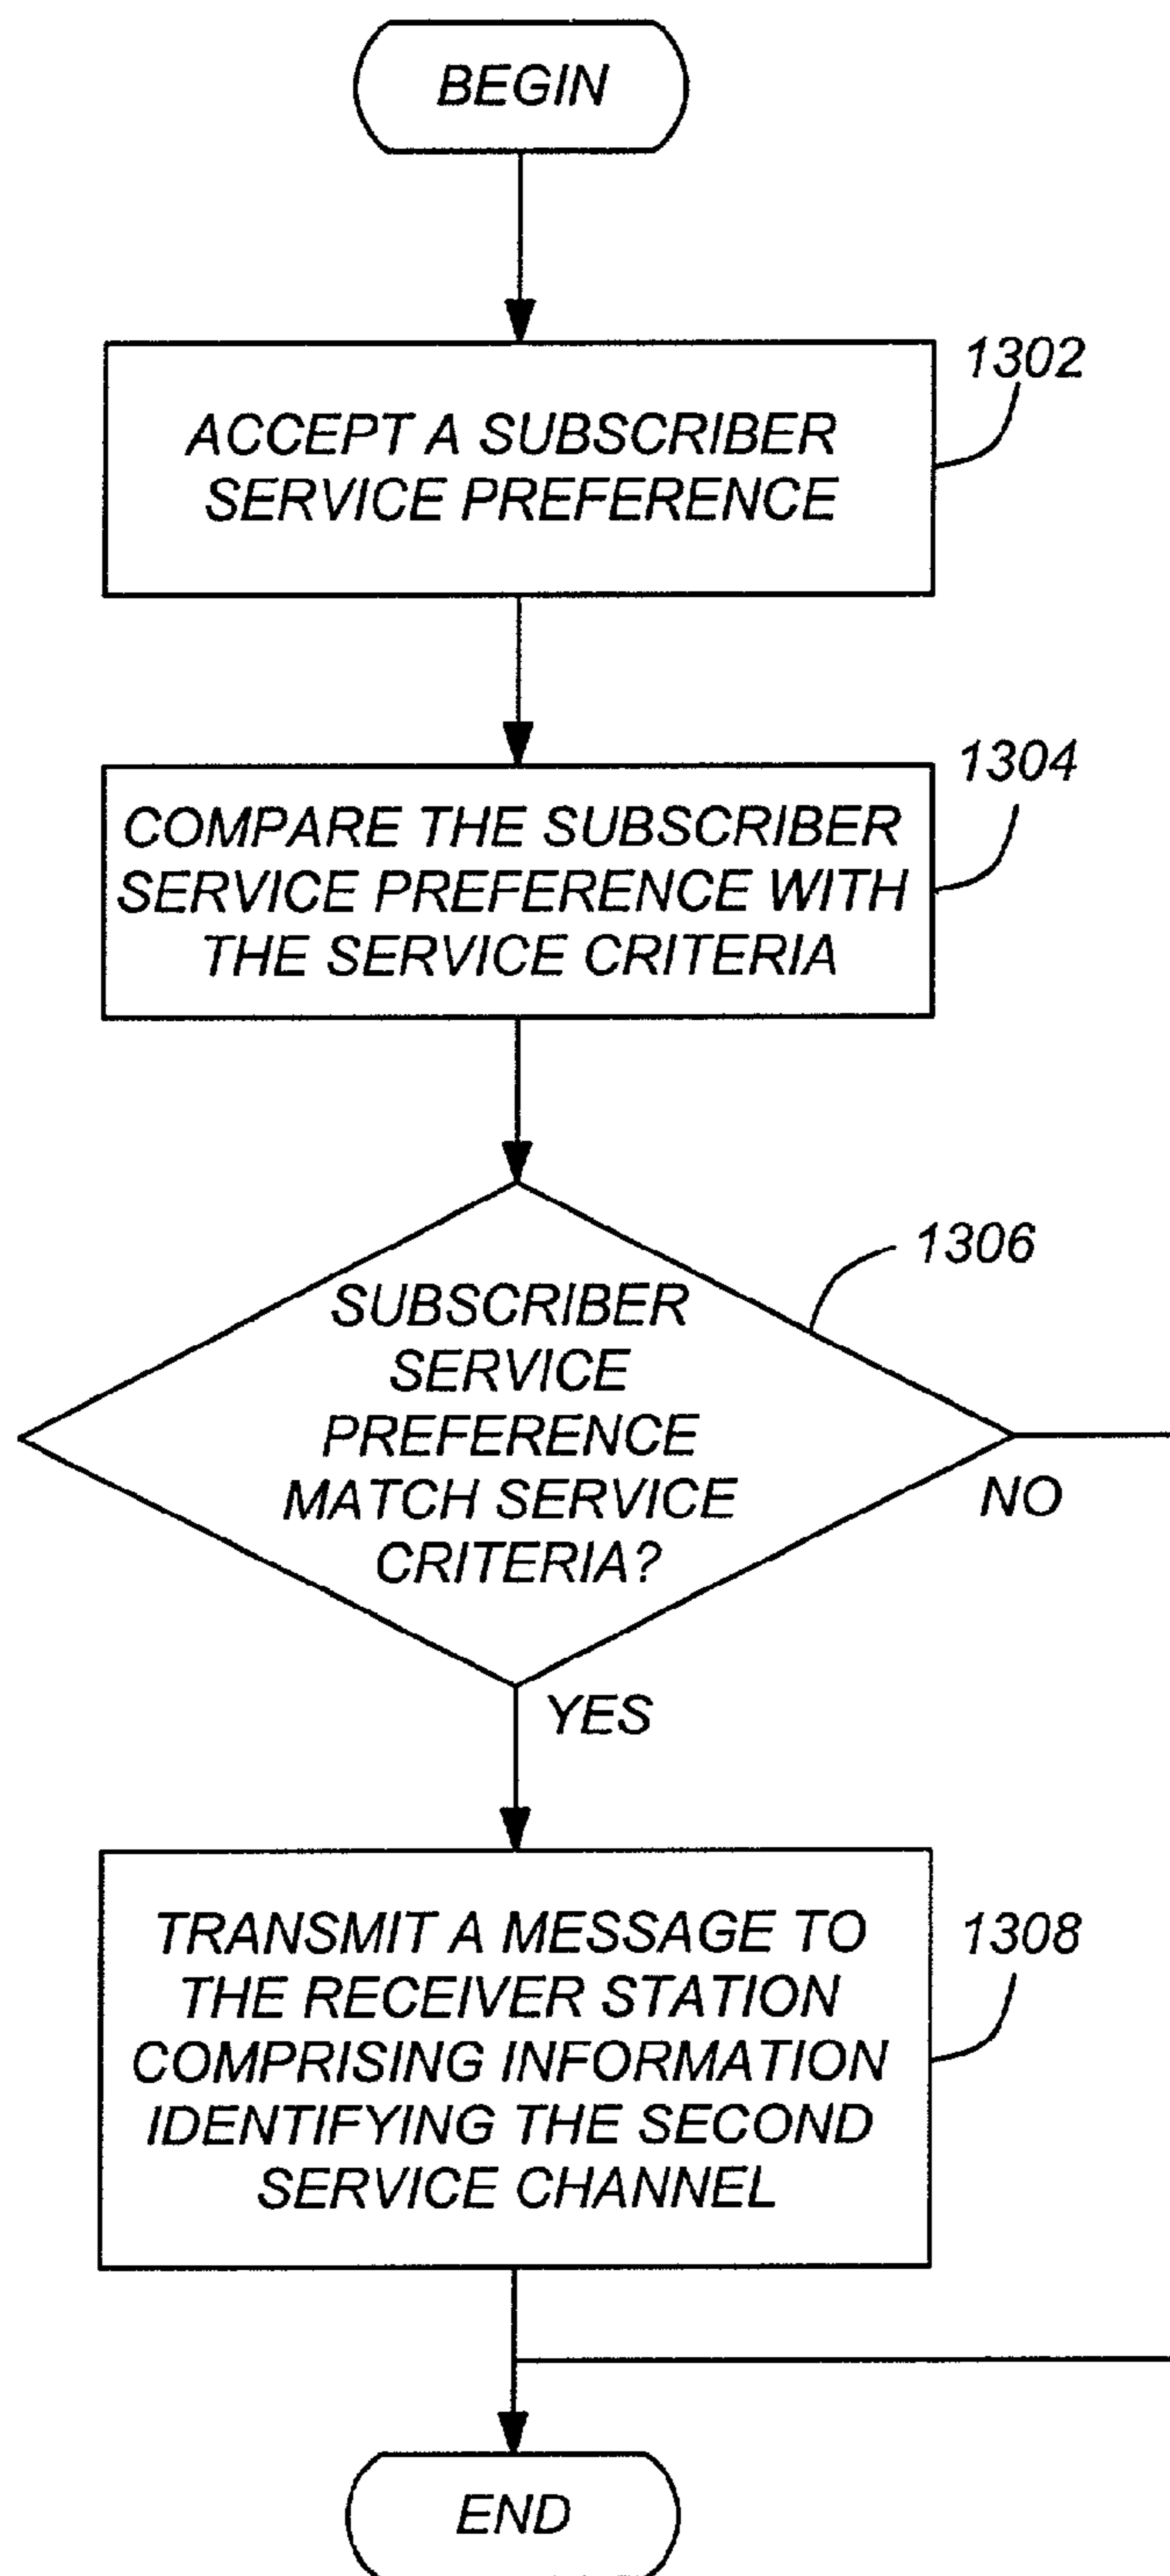 BEGIN
1302
ACCEPT A SUBSCRIBER
SERVICE PREFERENCE
1304
COMPARE THE SUBSCRIBER
SERVICE PREFERENCE WITH
THE SERVICE CRITERIA
1306
SUBSCRIBER
SERVICE
PREFERENCE
MATCH SERVICE
CRITERIA?
NO
YES
1308
TRANSMIT A MESSAGE TO
THE RECEIVER STATION
COMPRISING INFORMATION
IDENTIFYING THE SECOND
SERVICE CHANNEL
END